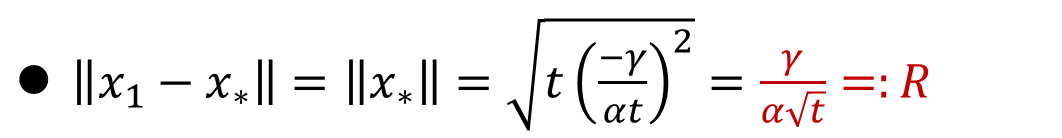 ● ‖x₁ − x∗‖ = ‖x∗‖ = √(t(−γ/αt)²) = γ/(α√t) =: R